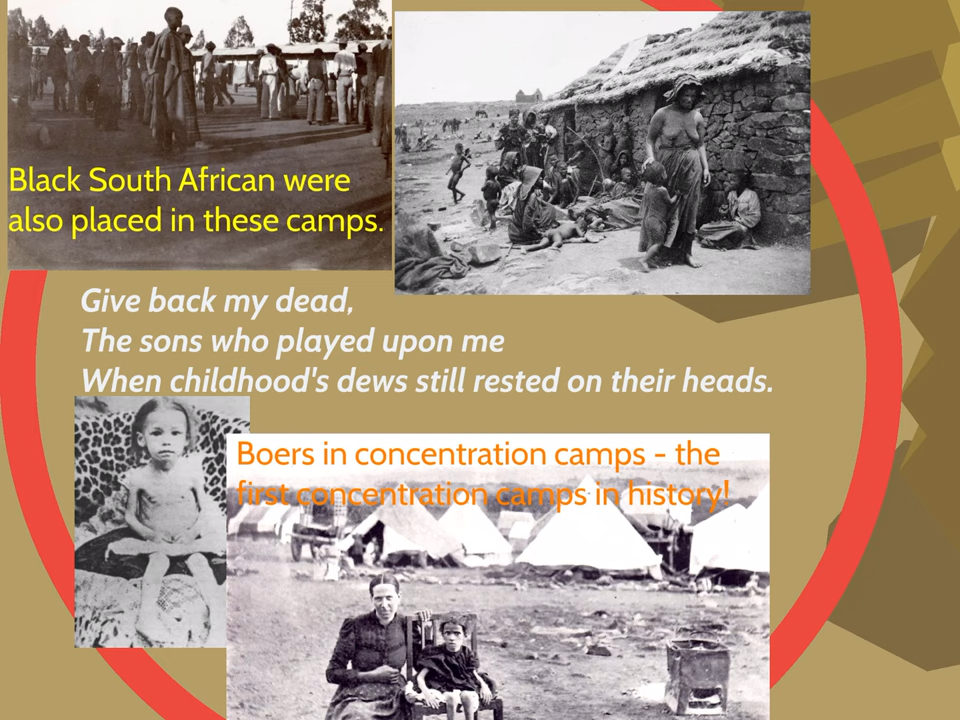 Black South African were
also placed in these camps.
Give back my dead,
The sons who played upon me
When childhood's dews still rested on their heads.
Boers in concentration camps - the
first concentration camps in history!